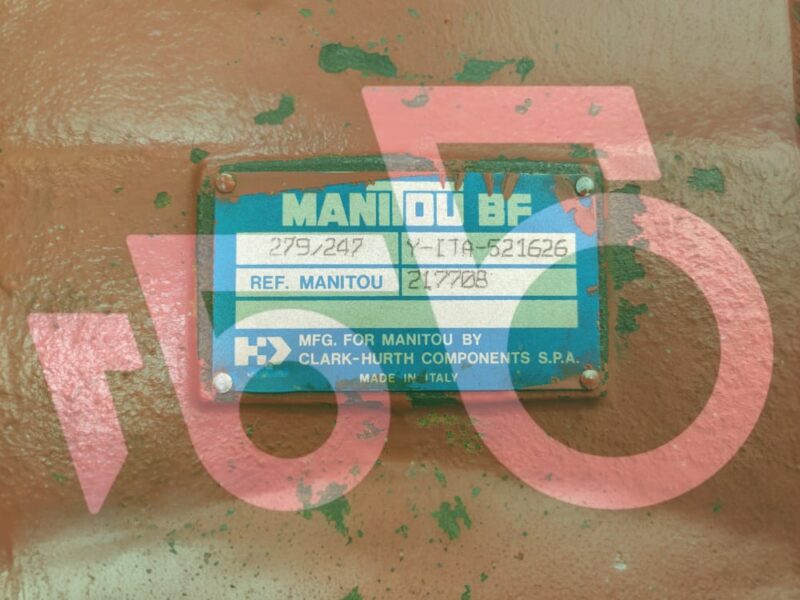 MANITOU BF
279/247 Y-ITA-521626
REF. MANITOU 217708
MFG. FOR MANITOU BY
CLARK-HURTH COMPONENTS S.P.A.
MADE IN ITALY